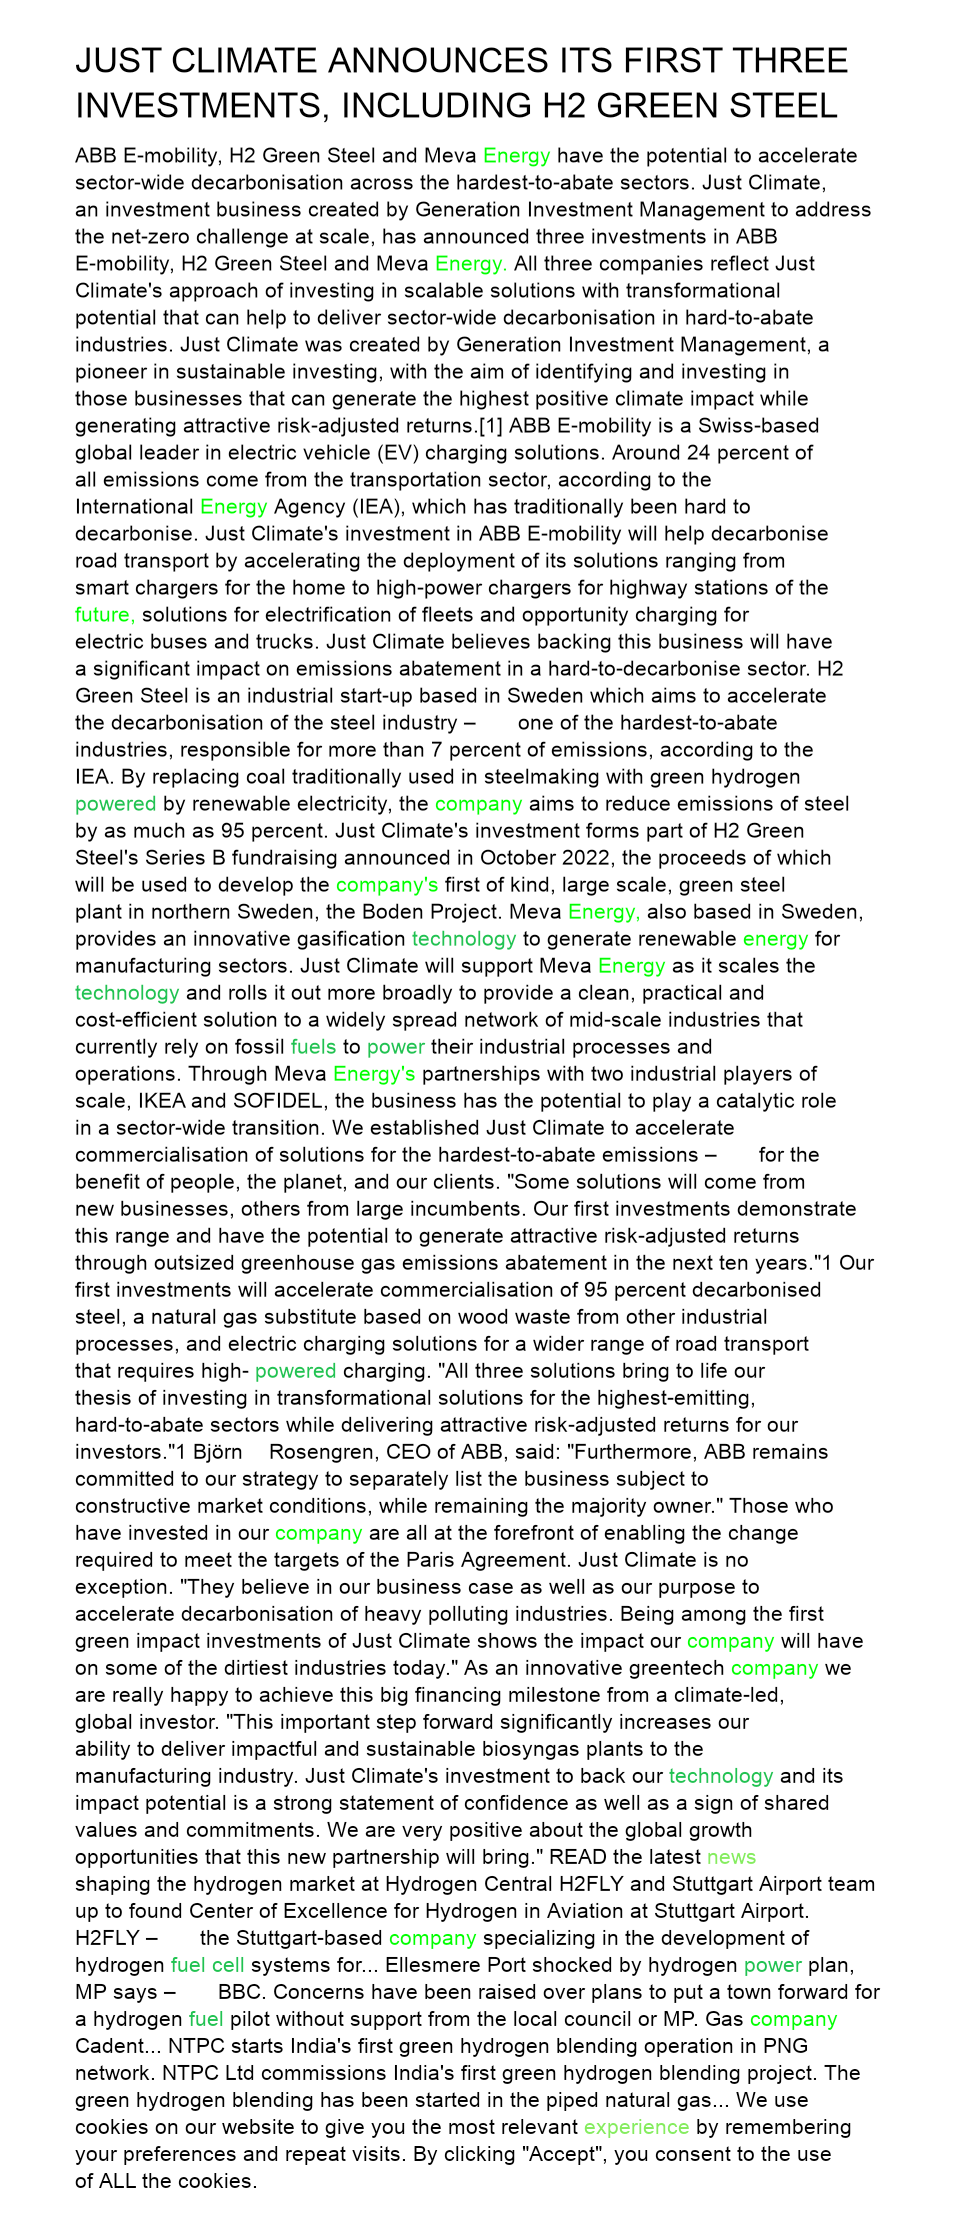 JUST CLIMATE ANNOUNCES ITS FIRST THREE
INVESTMENTS, INCLUDING H2 GREEN STEEL
ABB E-mobility, H2 Green Steel and Meva Energy have the potential to accelerate
sector-wide decarbonisation across the hardest-to-abate sectors. Just Climate,
an investment business created by Generation Investment Management to address
the net-zero challenge at scale, has announced three investments in ABB
E-mobility, H2 Green Steel and Meva Energy. All three companies reflect Just
Climate's approach of investing in scalable solutions with transformational
potential that can help to deliver sector-wide decarbonisation in hard-to-abate
industries. Just Climate was created by Generation Investment Management, a
pioneer in sustainable investing, with the aim of identifying and investing in
those businesses that can generate the highest positive climate impact while
generating attractive risk-adjusted returns.[1] ABB E-mobility is a Swiss-based
global leader in electric vehicle (EV) charging solutions. Around 24 percent of
all emissions come from the transportation sector, according to the
International Energy Agency (IEA), which has traditionally been hard to
decarbonise. Just Climate's investment in ABB E-mobility will help decarbonise
road transport by accelerating the deployment of its solutions ranging from
smart chargers for the home to high-power chargers for highway stations of the
future, solutions for electrification of fleets and opportunity charging for
electric buses and trucks. Just Climate believes backing this business will have
a significant impact on emissions abatement in a hard-to-decarbonise sector. H2
Green Steel is an industrial start-up based in Sweden which aims to accelerate
the decarbonisation of the steel industry – one of the hardest-to-abate
industries, responsible for more than 7 percent of emissions, according to the
IEA. By replacing coal traditionally used in steelmaking with green hydrogen
powered by renewable electricity, the company aims to reduce emissions of steel
by as much as 95 percent. Just Climate's investment forms part of H2 Green
Steel's Series B fundraising announced in October 2022, the proceeds of which
will be used to develop the company's first of kind, large scale, green steel
plant in northern Sweden, the Boden Project. Meva Energy, also based in Sweden,
provides an innovative gasification technology to generate renewable energy for
manufacturing sectors. Just Climate will support Meva Energy as it scales the
technology and rolls it out more broadly to provide a clean, practical and
cost-efficient solution to a widely spread network of mid-scale industries that
currently rely on fossil fuels to power their industrial processes and
operations. Through Meva Energy's partnerships with two industrial players of
scale, IKEA and SOFIDEL, the business has the potential to play a catalytic role
in a sector-wide transition. We established Just Climate to accelerate
commercialisation of solutions for the hardest-to-abate emissions – for the
benefit of people, the planet, and our clients. "Some solutions will come from
new businesses, others from large incumbents. Our first investments demonstrate
this range and have the potential to generate attractive risk-adjusted returns
through outsized greenhouse gas emissions abatement in the next ten years."1 Our
first investments will accelerate commercialisation of 95 percent decarbonised
steel, a natural gas substitute based on wood waste from other industrial
processes, and electric charging solutions for a wider range of road transport
that requires high- powered charging. "All three solutions bring to life our
thesis of investing in transformational solutions for the highest-emitting,
hard-to-abate sectors while delivering attractive risk-adjusted returns for our
investors."1 Björn Rosengren, CEO of ABB, said: "Furthermore, ABB remains
committed to our strategy to separately list the business subject to
constructive market conditions, while remaining the majority owner." Those who
have invested in our company are all at the forefront of enabling the change
required to meet the targets of the Paris Agreement. Just Climate is no
exception. "They believe in our business case as well as our purpose to
accelerate decarbonisation of heavy polluting industries. Being among the first
green impact investments of Just Climate shows the impact our company will have
on some of the dirtiest industries today." As an innovative greentech company we
are really happy to achieve this big financing milestone from a climate-led,
global investor. "This important step forward significantly increases our
ability to deliver impactful and sustainable biosyngas plants to the
manufacturing industry. Just Climate's investment to back our technology and its
impact potential is a strong statement of confidence as well as a sign of shared
values and commitments. We are very positive about the global growth
opportunities that this new partnership will bring." READ the latest news
shaping the hydrogen market at Hydrogen Central H2FLY and Stuttgart Airport team
up to found Center of Excellence for Hydrogen in Aviation at Stuttgart Airport.
H2FLY – the Stuttgart-based company specializing in the development of
hydrogen fuel cell systems for... Ellesmere Port shocked by hydrogen power plan,
MP says – BBC. Concerns have been raised over plans to put a town forward for
a hydrogen fuel pilot without support from the local council or MP. Gas company
Cadent... NTPC starts India's first green hydrogen blending operation in PNG
network. NTPC Ltd commissions India's first green hydrogen blending project. The
green hydrogen blending has been started in the piped natural gas... We use
cookies on our website to give you the most relevant experience by remembering
your preferences and repeat visits. By clicking "Accept", you consent to the use
of ALL the cookies.